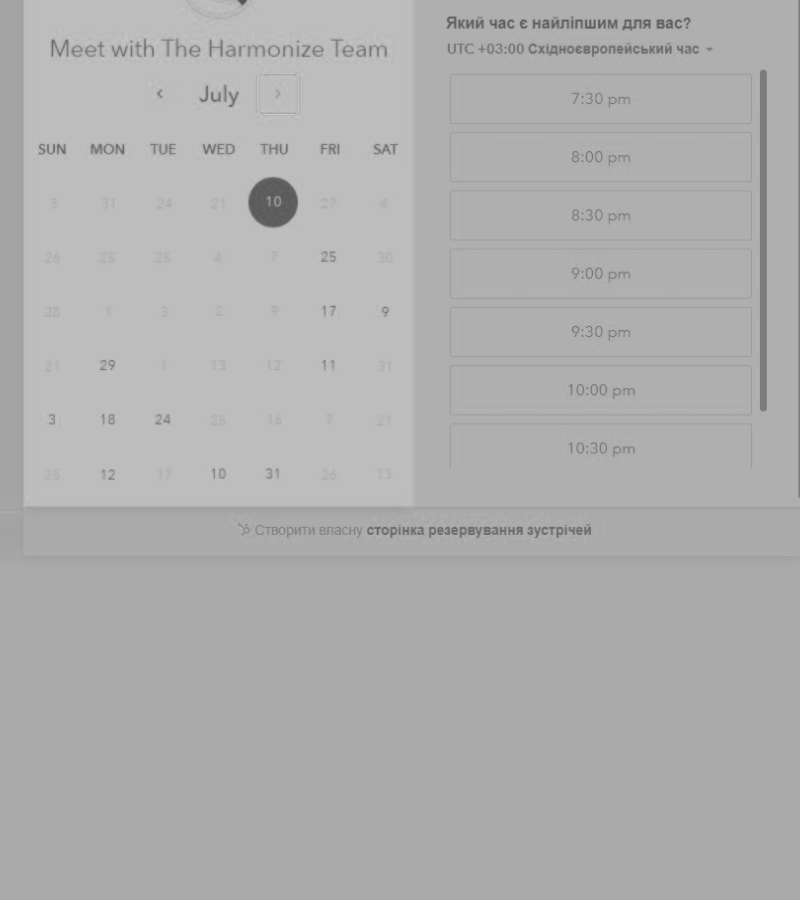 Meet with The Harmonize Team
July
SUN MON TUE WED THU FRI SAT
3 31 24 21 10 27 4
26 25 4 7 25 30
28 1 3 2 9 17 9
21 29 1 13 12 11 31
3 18 24 16 7 21
12 17 10 31 26 13
Який час є найліпшим для вас?
UTC +03:00 Східноєвропейський час
7:30 pm
8:00 pm
8:30 pm
9:00 pm
9:30 pm
10:00 pm
10:30 pm
Створити власну сторінка резервування зустрічей